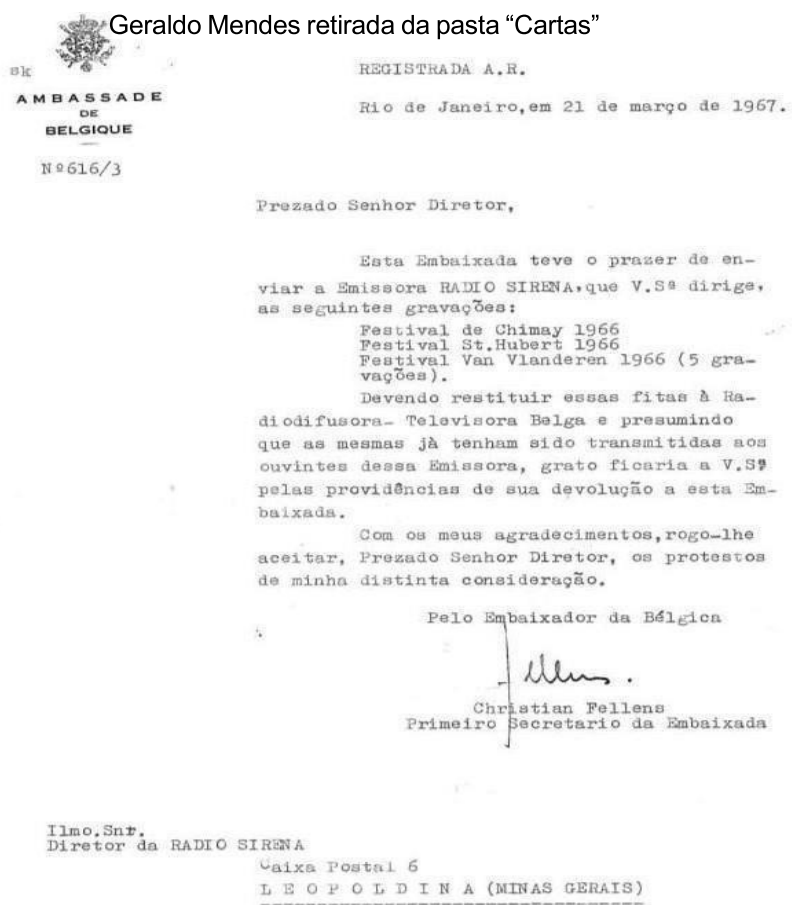 Geraldo Mendes retirada da pasta “Cartas”
sk
REGISTRADA A.R.
AMBASSADE
DE
BELGIQUE
Rio de Janeiro,em 21 de março de 1967.
Nº616/3
Prezado Senhor Diretor,
Esta Embaixada teve o prazer de en-
viar a Emissora RADIO SIRENA,que V.Sª dirige,
as seguintes gravações:
Festival de Chimay 1966
Festival St.Hubert 1966
Festival Van Vlanderen 1966 (5 gra-
vações).
Devendo restituir essas fitas à Ra-
diodifusora- Televisora Belga e presumindo
que as mesmas jà tenham sido transmitidas aos
ouvintes dessa Emissora, grato ficaria a V.Sª
pelas providências de sua devolução a esta Em-
baixada.
Com os meus agradecimentos,rogo-lhe
aceitar, Prezado Senhor Diretor, os protestos
de minha distinta consideração.
Pelo Embaixador da Bélgica
Christian Fellens
Primeiro Secretario da Embaixada
Ilmo.Snr.
Diretor da RADIO SIRENA
Caixa Postal 6
L E O P O L D I N A (MINAS GERAIS)